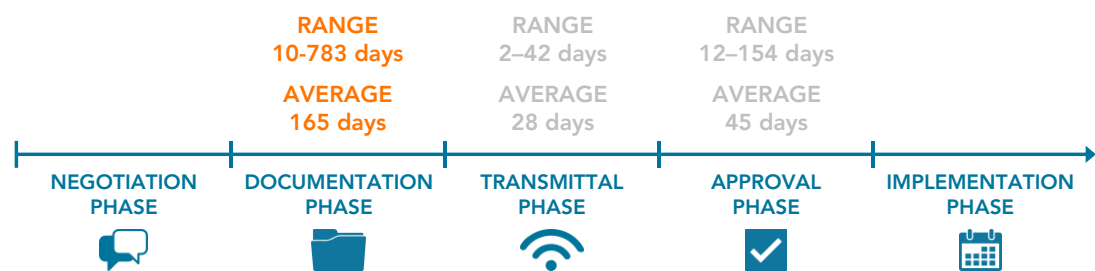 RANGE
10-783 days
AVERAGE
165 days
RANGE
2–42 days
AVERAGE
28 days
RANGE
12–154 days
AVERAGE
45 days
NEGOTIATION
PHASE
DOCUMENTATION
PHASE
TRANSMITTAL
PHASE
APPROVAL
PHASE
IMPLEMENTATION
PHASE